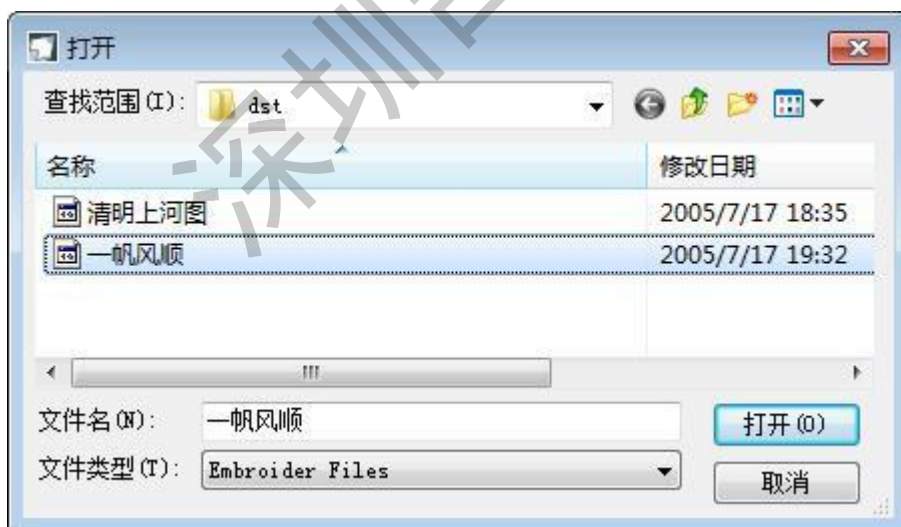 打开
查找范围(I): dst
名称 修改日期
清明上河图 2005/7/17 18:35
一帆风顺 2005/7/17 19:32
文件名(N): 一帆风顺 打开(O)
文件类型(T): Embroider Files 取消
深圳